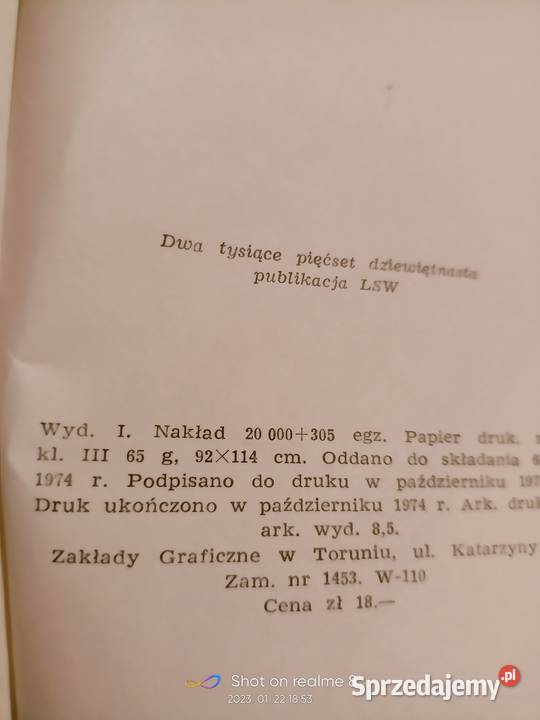 Dwa tysiące pięćset dziewiętnasta
publikacja LSW
Wyd. I. Nakład 20 000+305 egz. Papier druk.
kl. III 65 g, 92×114 cm. Oddano do składania
1974 r. Podpisano do druku w październiku
Druk ukończono w październiku 1974 r. Ark.
ark. wyd. 8,5.
Zakłady Graficzne w Toruniu, ul. Katarzyny
Zam. nr 1453. W-110
Cena zł 18.—
Shot on realme 8
2023.01.22 18:53
Sprzedajemy.pl